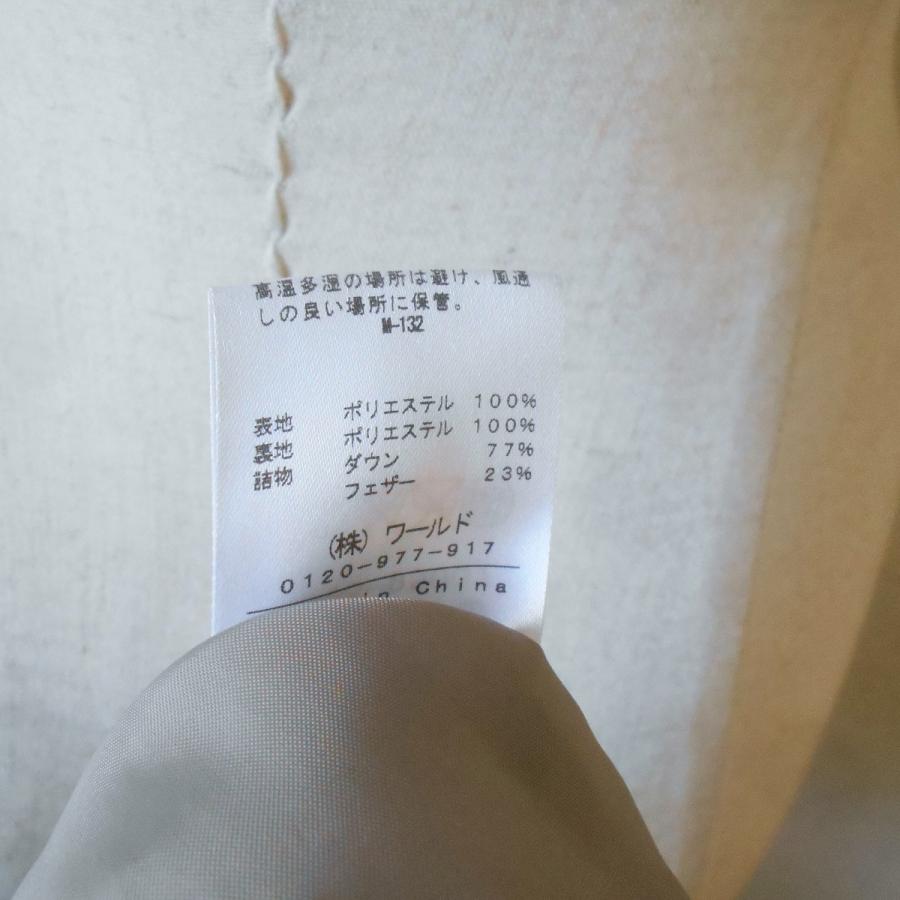 高温多湿の場所は避け、風通
しの良い場所に保管。
M-132
表地 ポリエステル 100%
裏地 ポリエステル 100%
詰物 ダウン 77%
フェザー 23%
(株) ワールド
0120-977-917
in China